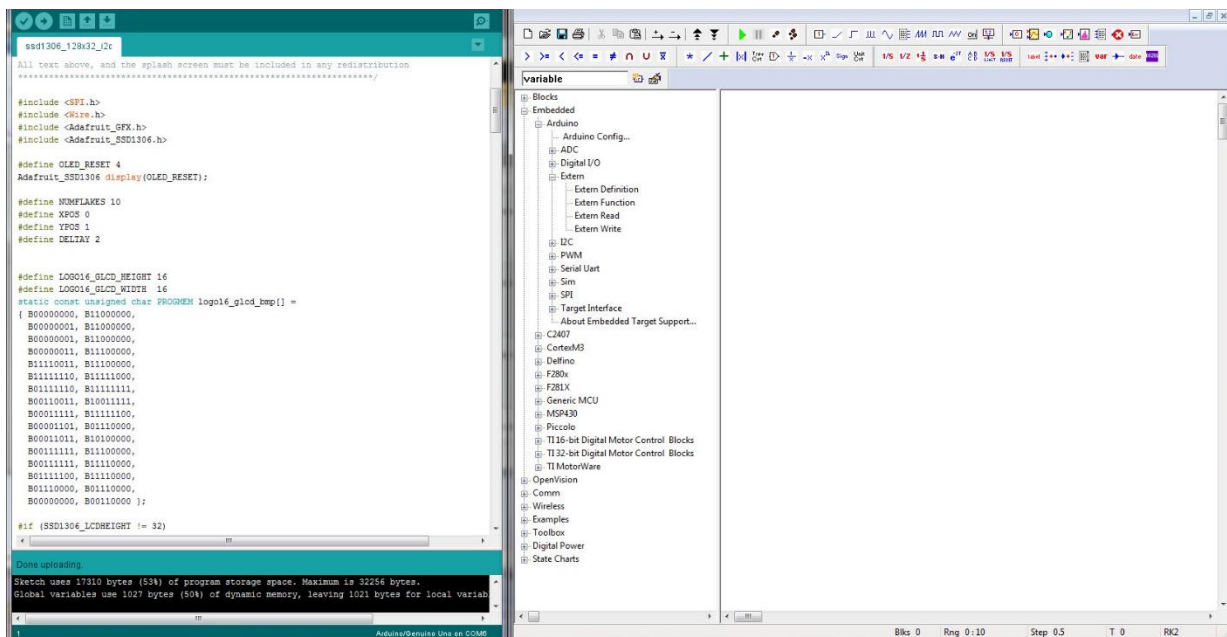 ssd1306_128x32_i2c
All text above, and the splash screen must be included in any redistribution
*********************************************************************/
#include <SPI.h>
#include <Wire.h>
#include <Adafruit_GFX.h>
#include <Adafruit_SSD1306.h>
#define OLED_RESET 4
Adafruit_SSD1306 display(OLED_RESET);
#define NUMFLAKES 10
#define XPOS 0
#define YPOS 1
#define DELTAY 2
#define LOGO16_GLCD_HEIGHT 16
#define LOGO16_GLCD_WIDTH  16
static const unsigned char PROGMEM logo16_glcd_bmp[] =
{ B00000000, B11000000,
B00000001, B11000000,
B00000001, B11000000,
B00000011, B11100000,
B11110011, B11100000,
B11111110, B11111000,
B01111110, B11111111,
B00110011, B10011111,
B00011111, B11111100,
B00001101, B01110000,
B00011011, B10100000,
B00111111, B11100000,
B00111111, B11110000,
B01111100, B11110000,
B01110000, B01110000,
B00000000, B00110000 };
#if (SSD1306_LCDHEIGHT != 32)
Done uploading.
Sketch uses 17310 bytes (53%) of program storage space. Maximum is 32256 bytes.
Global variables use 1027 bytes (50%) of dynamic memory, leaving 1021 bytes for local variab
1
Arduino/Genuino Uno on COM6
> >= < <= = ≠ ∩ ∪
* / +
-X
1/S 1/Z
var
date
variable
Blocks
Embedded
Arduino
Arduino Config...
ADC
Digital I/O
Extern
Extern Definition
Extern Function
Extern Read
Extern Write
I2C
PWM
Serial Uart
Sim
SPI
Target Interface
About Embedded Target Support...
C2407
CortexM3
Delfino
F280x
F281X
Generic MCU
MSP430
Piccolo
TI 16-bit Digital Motor Control Blocks
TI 32-bit Digital Motor Control Blocks
TI MotorWare
OpenVision
Comm
Wireless
Examples
Toolbox
Digital Power
State Charts
Blks 0 Rng 0:10 Step 0.5 T 0 RK2